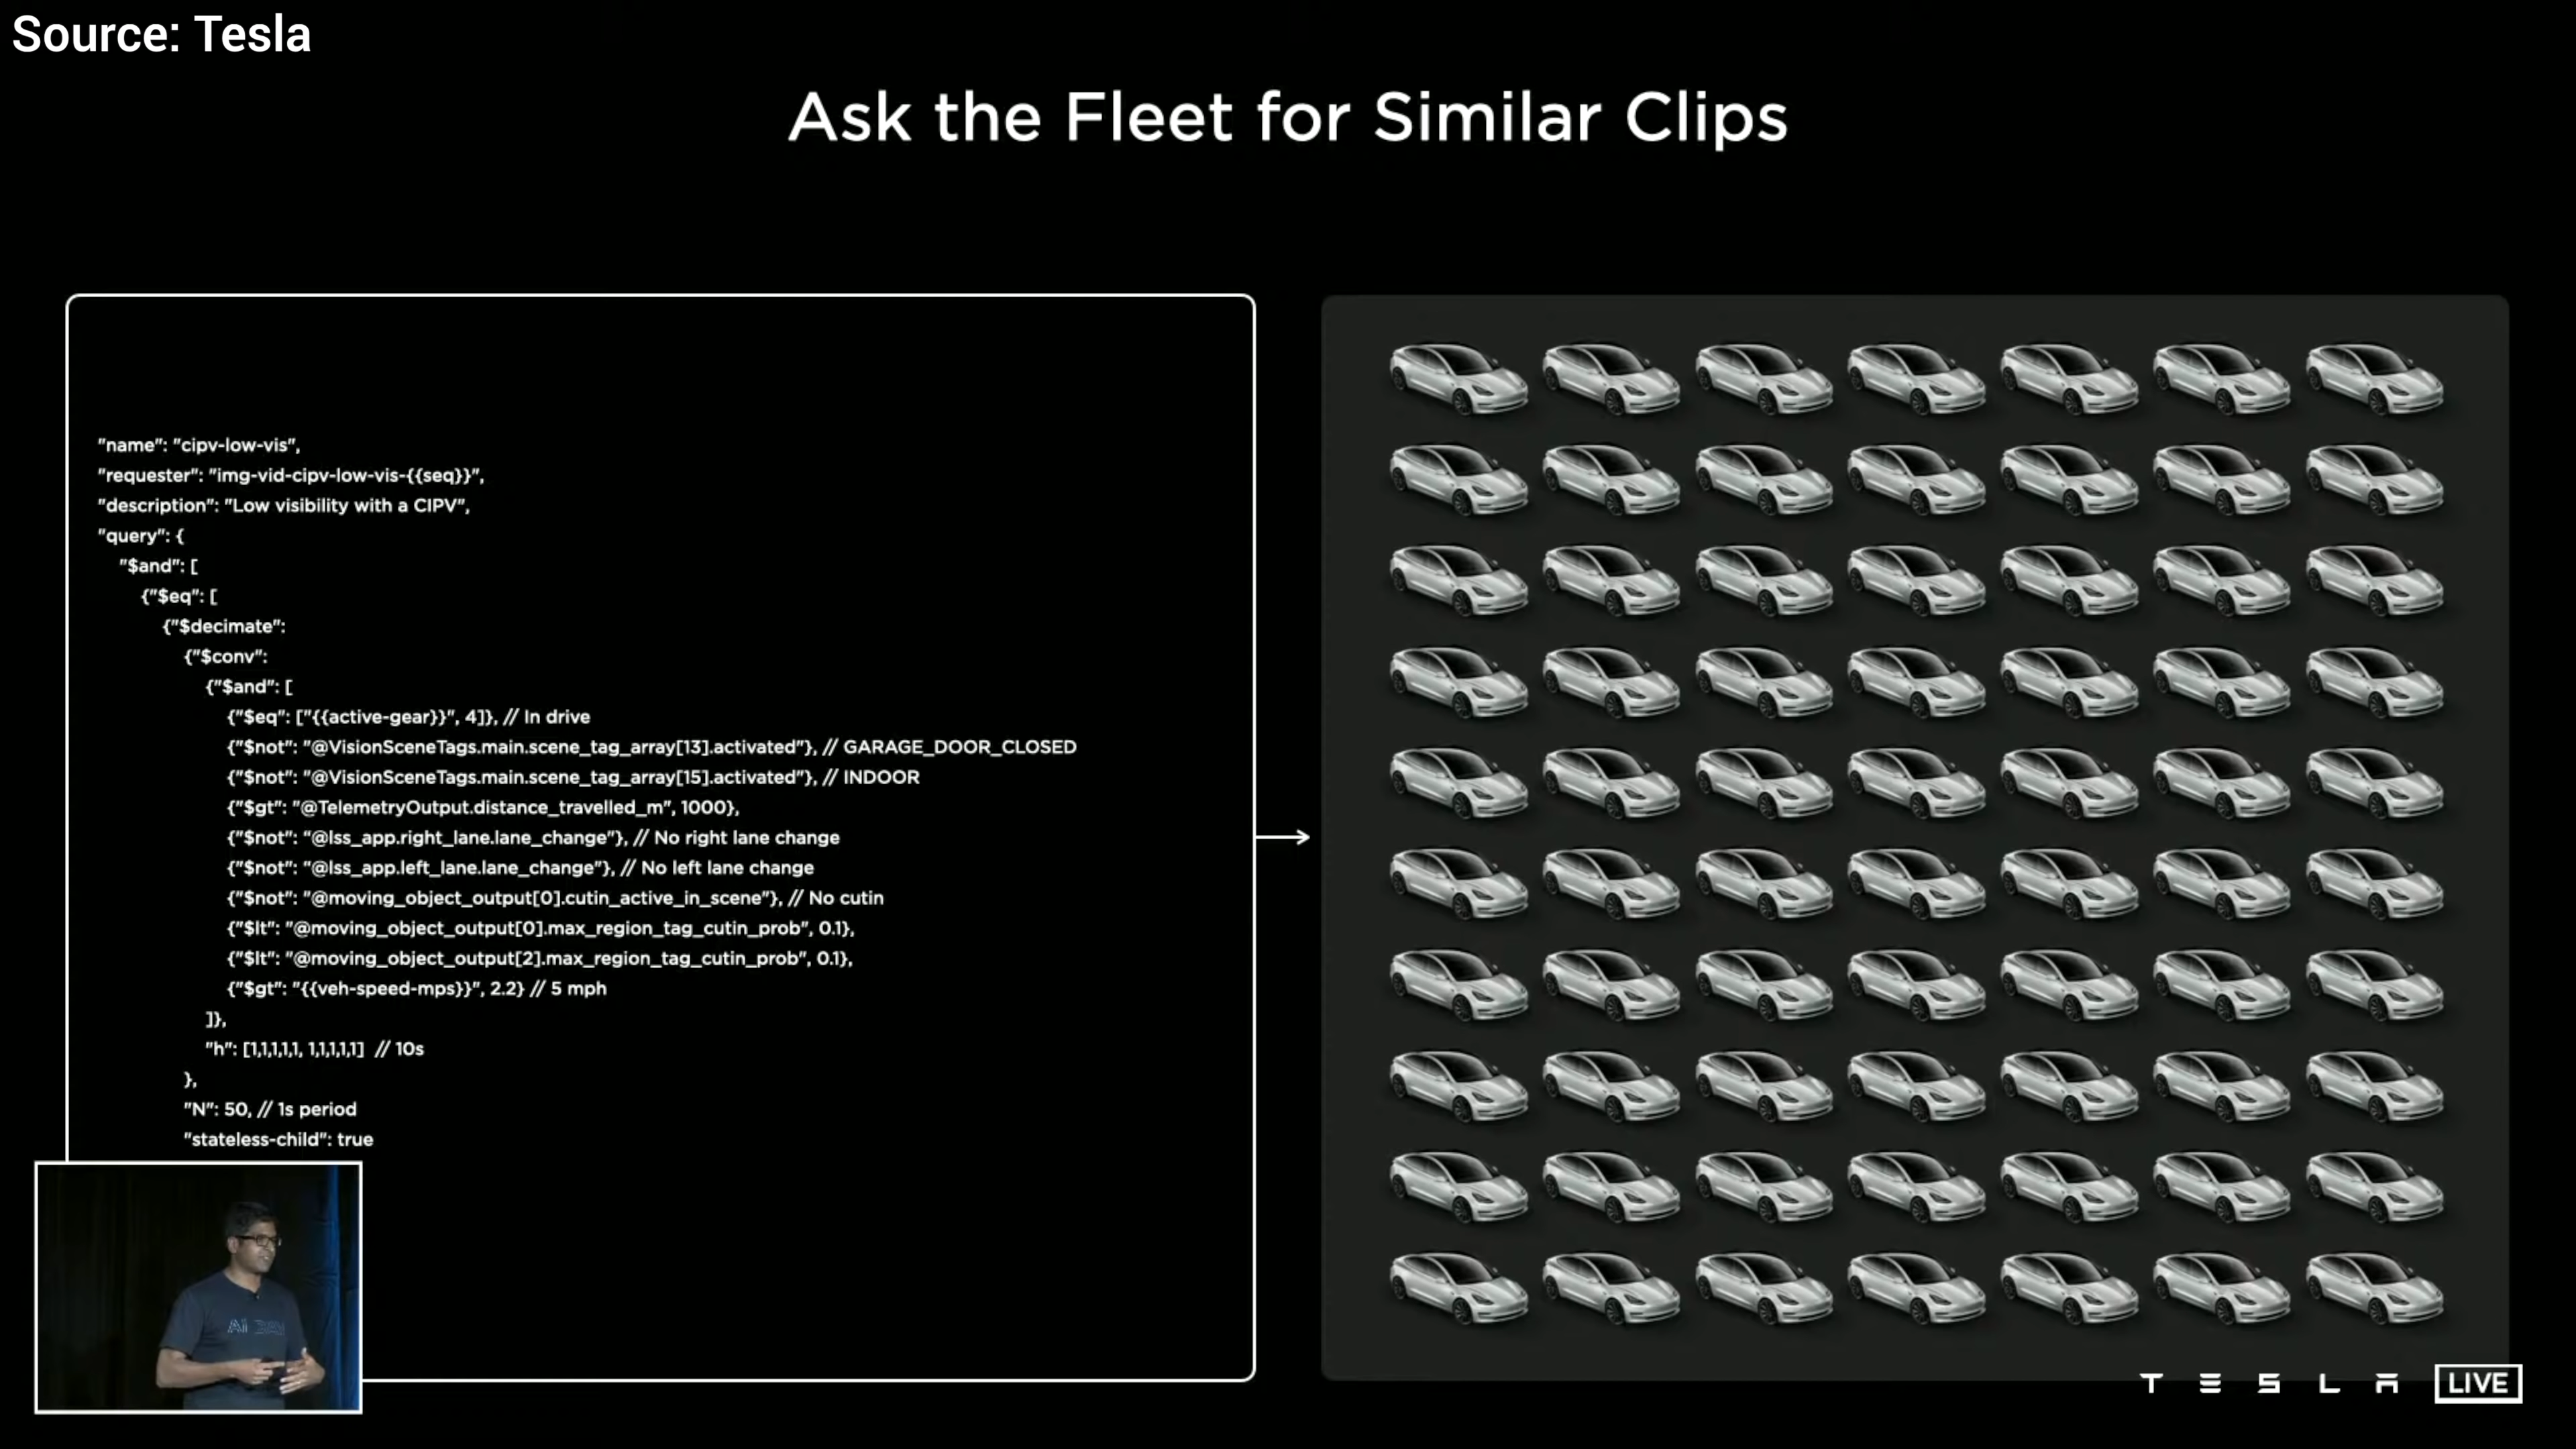 Source: Tesla
Ask the Fleet for Similar Clips
"name": "cipv-low-vis",
"requester": "img-vid-cipv-low-vis-{{seq}}",
"description": "Low visibility with a CIPV",
"query": {
"$and": [
{"$eq": [
{"$decimate":
{"$conv":
{"$and": [
{"$eq": ["{{active-gear}}", 4]}, // In drive
{"$not": "@VisionSceneTags.main.scene_tag_array[13].activated"}, // GARAGE_DOOR_CLOSED
{"$not": "@VisionSceneTags.main.scene_tag_array[15].activated"}, // INDOOR
{"$gt": "@TelemetryOutput.distance_travelled_m", 1000},
{"$not": "@lss_app.right_lane.lane_change"}, // No right lane change
{"$not": "@lss_app.left_lane.lane_change"}, // No left lane change
{"$not": "@moving_object_output[0].cutin_active_in_scene"}, // No cutin
{"$lt": "@moving_object_output[0].max_region_tag_cutin_prob", 0.1},
{"$lt": "@moving_object_output[2].max_region_tag_cutin_prob", 0.1},
{"$gt": "{{veh-speed-mps}}", 2.2} // 5 mph
]},
"h": [1,1,1,1,1, 1,1,1,1,1] // 10s
},
"N": 50, // 1s period
"stateless-child": true
AI DAY
TESLA LIVE